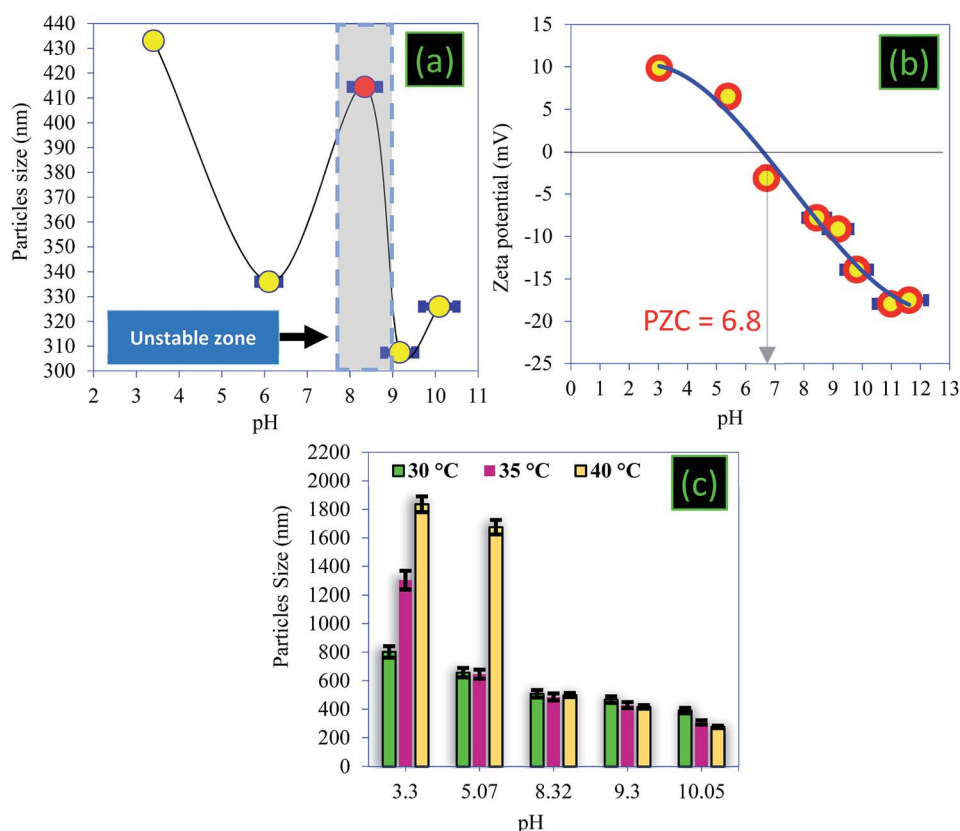 (a)
440
430
420
410
400
390
380
370
360
350
340
330
320
310
300
Particles size (nm)
Unstable zone
2 3 4 5 6 7 8 9 10 11
pH
(b)
15
10
5
0
-5
-10
-15
-20
-25
Zeta potential (mV)
PZC = 6.8
0 1 2 3 4 5 6 7 8 9 10 11 12 13
pH
(c)
30 °C 35 °C 40 °C
2200
2000
1800
1600
1400
1200
1000
800
600
400
200
0
Particles Size (nm)
3.3 5.07 8.32 9.3 10.05
pH